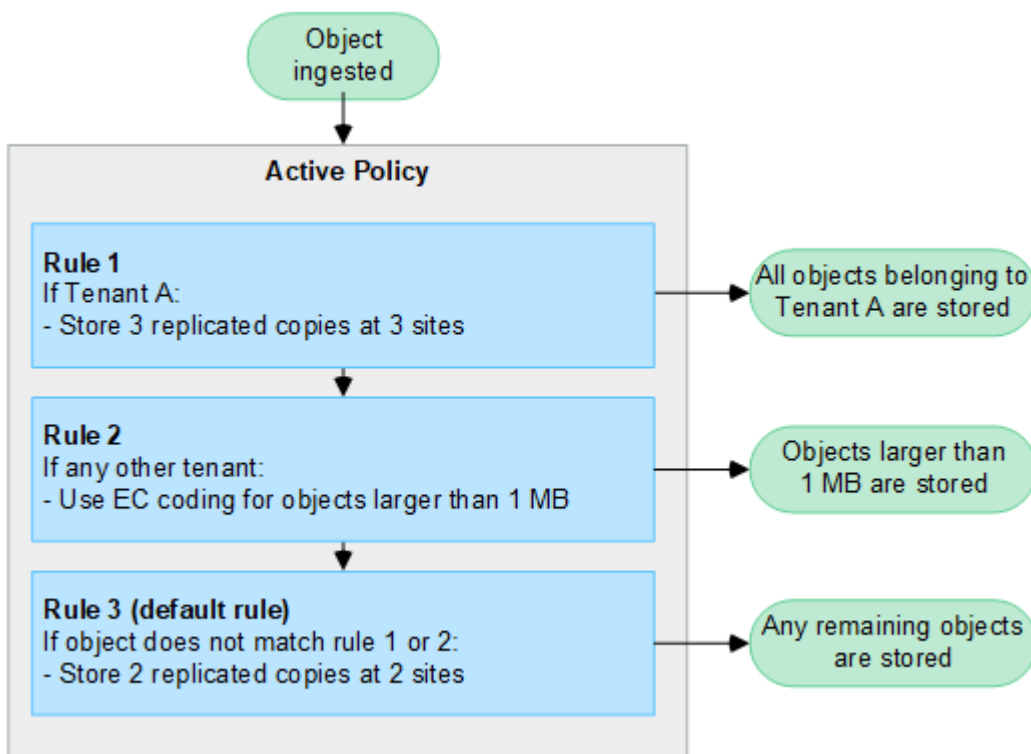 Object
ingested
Active Policy
Rule 1
If Tenant A:
- Store 3 replicated copies at 3 sites
All objects belonging to
Tenant A are stored
Rule 2
If any other tenant:
- Use EC coding for objects larger than 1 MB
Objects larger than
1 MB are stored
Rule 3 (default rule)
If object does not match rule 1 or 2:
- Store 2 replicated copies at 2 sites
Any remaining objects
are stored